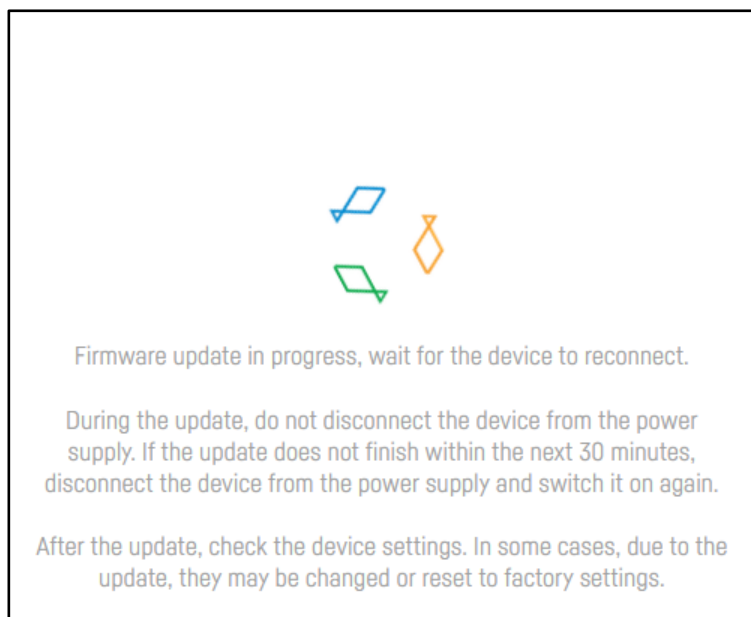 Firmware update in progress, wait for the device to reconnect.
During the update, do not disconnect the device from the power
supply. If the update does not finish within the next 30 minutes,
disconnect the device from the power supply and switch it on again.
After the update, check the device settings. In some cases, due to the
update, they may be changed or reset to factory settings.